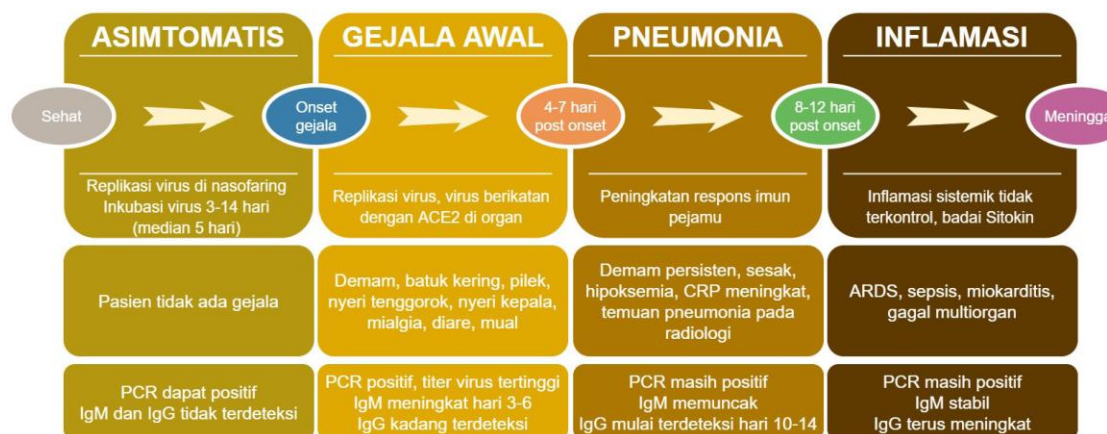 ASIMTOMATIS
GEJALA AWAL
PNEUMONIA
INFLAMASI
Sehat
Onset
gejala
4-7 hari
post onset
8-12 hari
post onset
Meningga
Replikasi virus di nasofaring
Inkubasi virus 3-14 hari
(median 5 hari)
Replikasi virus, virus berikatan
dengan ACE2 di organ
Peningkatan respons imun
pejamu
Inflamasi sistemik tidak
terkontrol, badai Sitokin
Pasien tidak ada gejala
Demam, batuk kering, pilek,
nyeri tenggorok, nyeri kepala,
mialgia, diare, mual
Demam persisten, sesak,
hipoksemia, CRP meningkat,
temuan pneumonia pada
radiologi
ARDS, sepsis, miokarditis,
gagal multiorgan
PCR dapat positif
IgM dan IgG tidak terdeteksi
PCR positif, titer virus tertinggi
IgM meningkat hari 3-6
IgG kadang terdeteksi
PCR masih positif
IgM memuncak
IgG mulai terdeteksi hari 10-14
PCR masih positif
IgM stabil
IgG terus meningkat